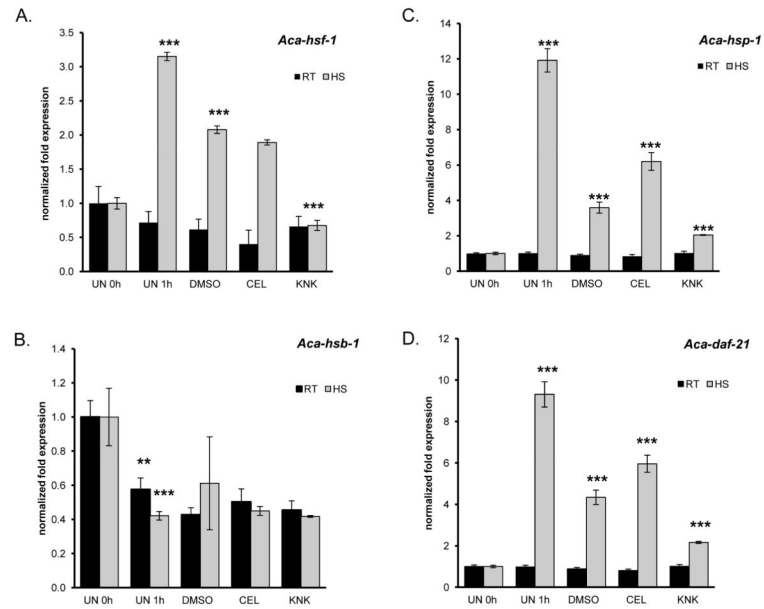 A.
Aca-hsf-1
RT HS
normalized fold expression
3.5
3.0
2.5
2.0
1.5
1.0
0.5
0.0
***
***
***
UN 0h UN 1h DMSO CEL KNK
C.
Aca-hsp-1
RT HS
normalized fold expression
14
12
10
8
6
4
2
0
***
***
***
***
UN 0h UN 1h DMSO CEL KNK
B.
Aca-hsb-1
RT HS
normalized fold expression
1.4
1.2
1.0
0.8
0.6
0.4
0.2
0.0
**
***
UN 0h UN 1h DMSO CEL KNK
D.
Aca-daf-21
RT HS
normalized fold expression
12
10
8
6
4
2
0
***
***
***
***
UN 0h UN 1h DMSO CEL KNK